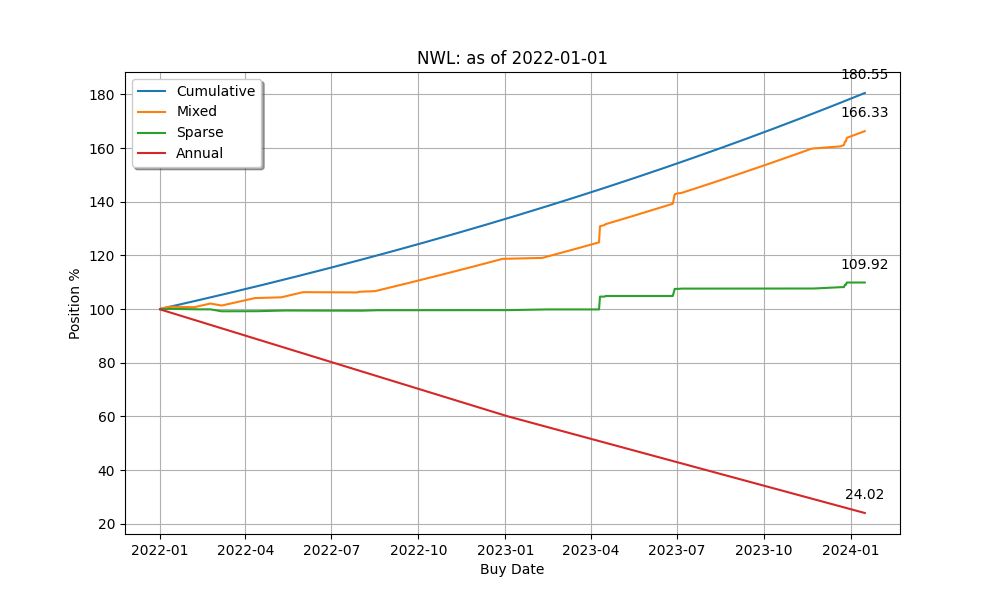 NWL: as of 2022-01-01
Cumulative
Mixed
Sparse
Annual
180.55
166.33
109.92
24.02
180
160
140
120
100
80
60
40
20
Position %
2022-01 2022-04 2022-07 2022-10 2023-01 2023-04 2023-07 2023-10 2024-01
Buy Date